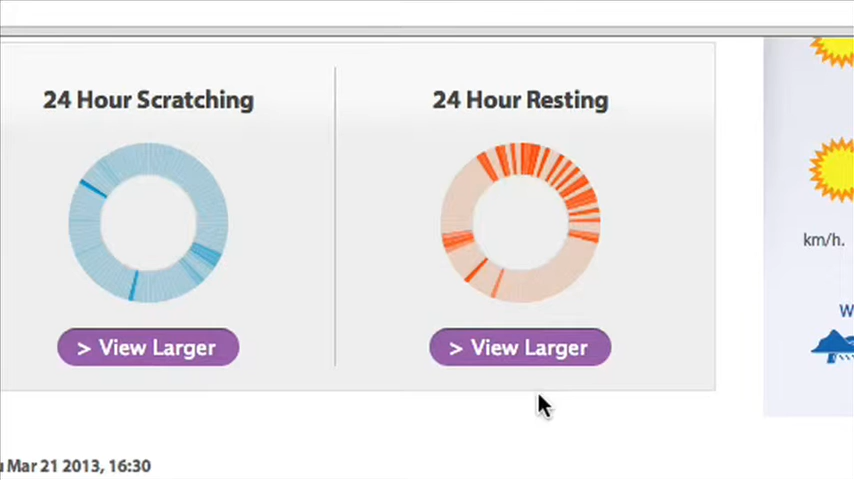 24 Hour Scratching
24 Hour Resting
> View Larger
> View Larger
km/h.
W
Mar 21 2013, 16:30